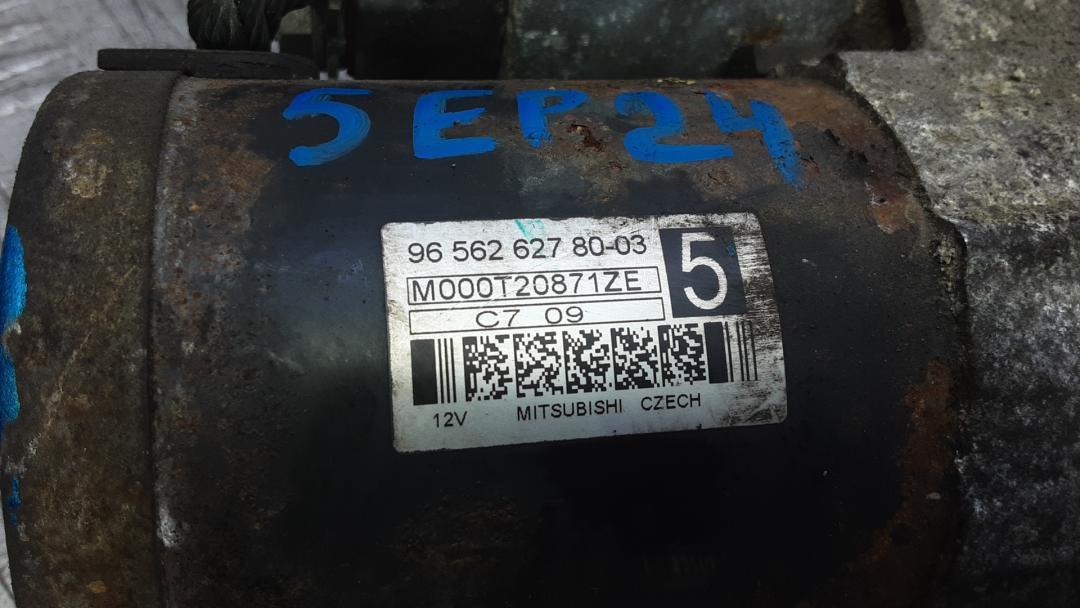 5EP24
96 562 627 80-03
5
M000T20871ZE
C7 09
12V MITSUBISHI CZECH